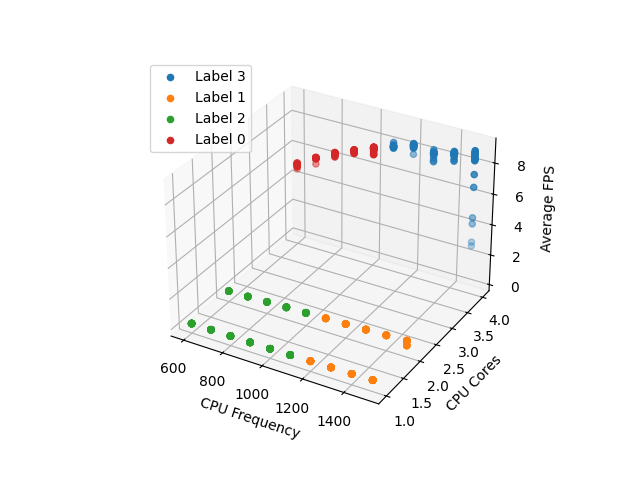 Label 3
Label 1
Label 2
Label 0
600
800
1000
1200
1400
CPU Frequency
1.0
1.5
2.0
2.5
3.0
3.5
4.0
CPU Cores
0
2
4
6
8
Average FPS